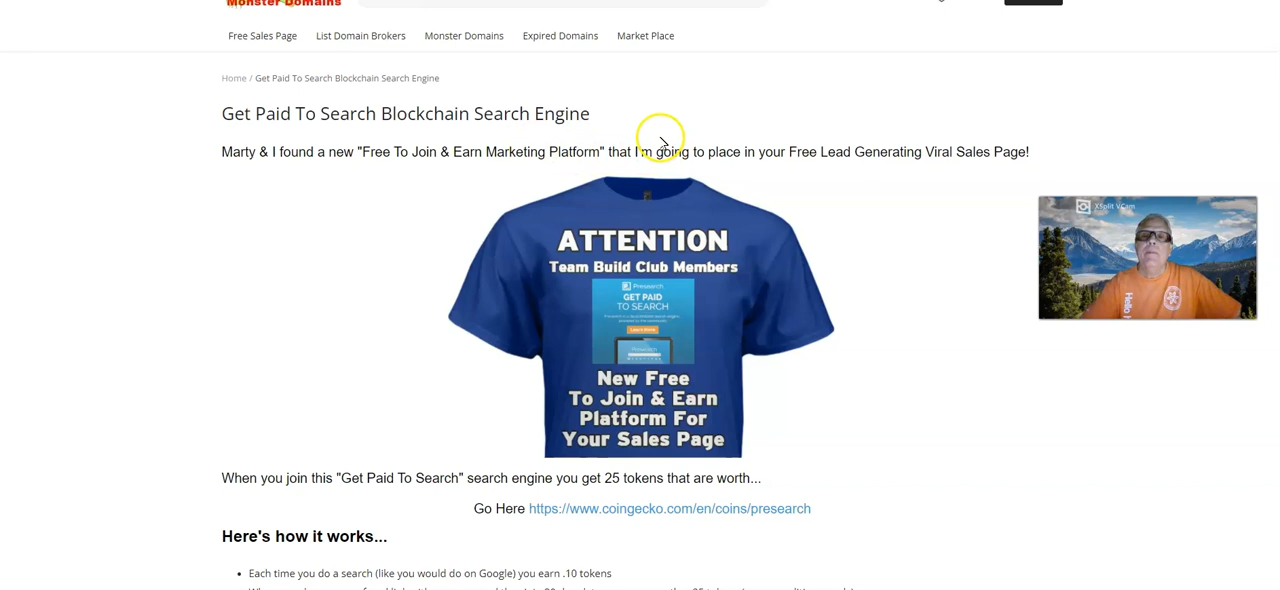 Monster Domains
Free Sales Page
List Domain Brokers
Monster Domains
Expired Domains
Market Place
Home / Get Paid To Search Blockchain Search Engine
Get Paid To Search Blockchain Search Engine
Marty & I found a new "Free To Join & Earn Marketing Platform" that I'm going to place in your Free Lead Generating Viral Sales Page!
XSplit VCam
ATTENTION
Team Build Club Members
Presearch
GET PAID
TO SEARCH
Learn More
New Free
To Join & Earn
Platform For
Your Sales Page
Hello
When you join this "Get Paid To Search" search engine you get 25 tokens that are worth...
Go Here https://www.coingecko.com/en/coins/presearch
Here's how it works...
• Each time you do a search (like you would do on Google) you earn .10 tokens